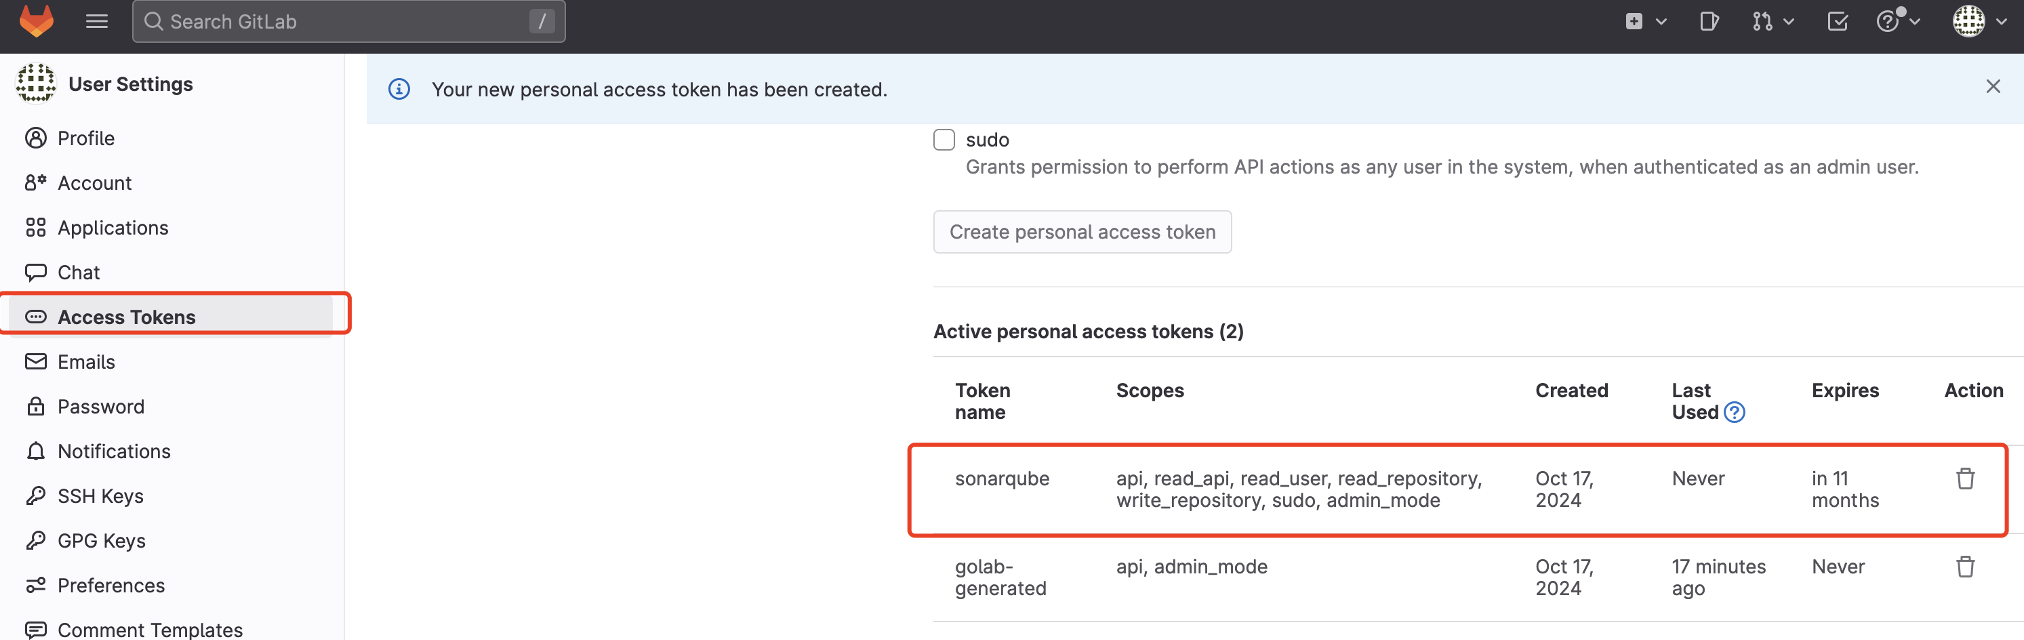 Search GitLab
/
User Settings
Profile
Account
Applications
Chat
Access Tokens
Emails
Password
Notifications
SSH Keys
GPG Keys
Preferences
Comment Templates
Your new personal access token has been created.
sudo
Grants permission to perform API actions as any user in the system, when authenticated as an admin user.
Create personal access token
Active personal access tokens (2)
Token name
Scopes
Created
Last Used
Expires
Action
sonarqube
api, read_api, read_user, read_repository,
write_repository, sudo, admin_mode
Oct 17,
2024
Never
in 11
months
golab-
generated
api, admin_mode
Oct 17,
2024
17 minutes
ago
Never